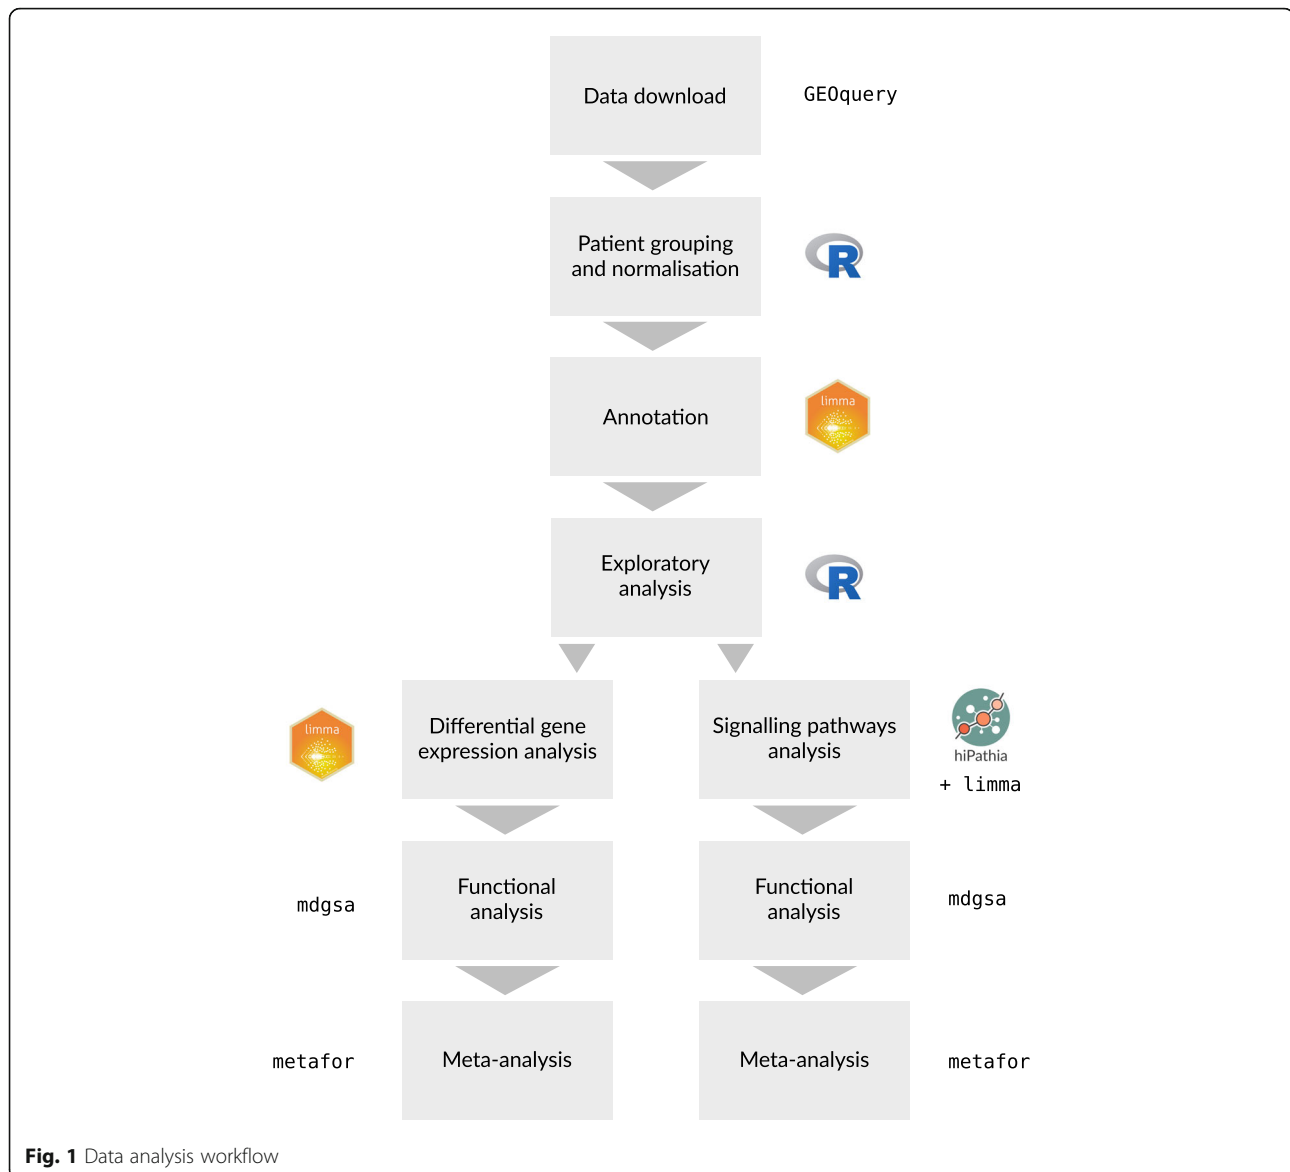 Data download
GEOquery
Patient grouping
and normalisation
R
Annotation
limma
Exploratory
analysis
R
limma
Differential gene
expression analysis
Signalling pathways
analysis
hiPathia
+ limma
mdgsa
Functional
analysis
Functional
analysis
mdgsa
metafor
Meta-analysis
Meta-analysis
metafor
Fig. 1 Data analysis workflow